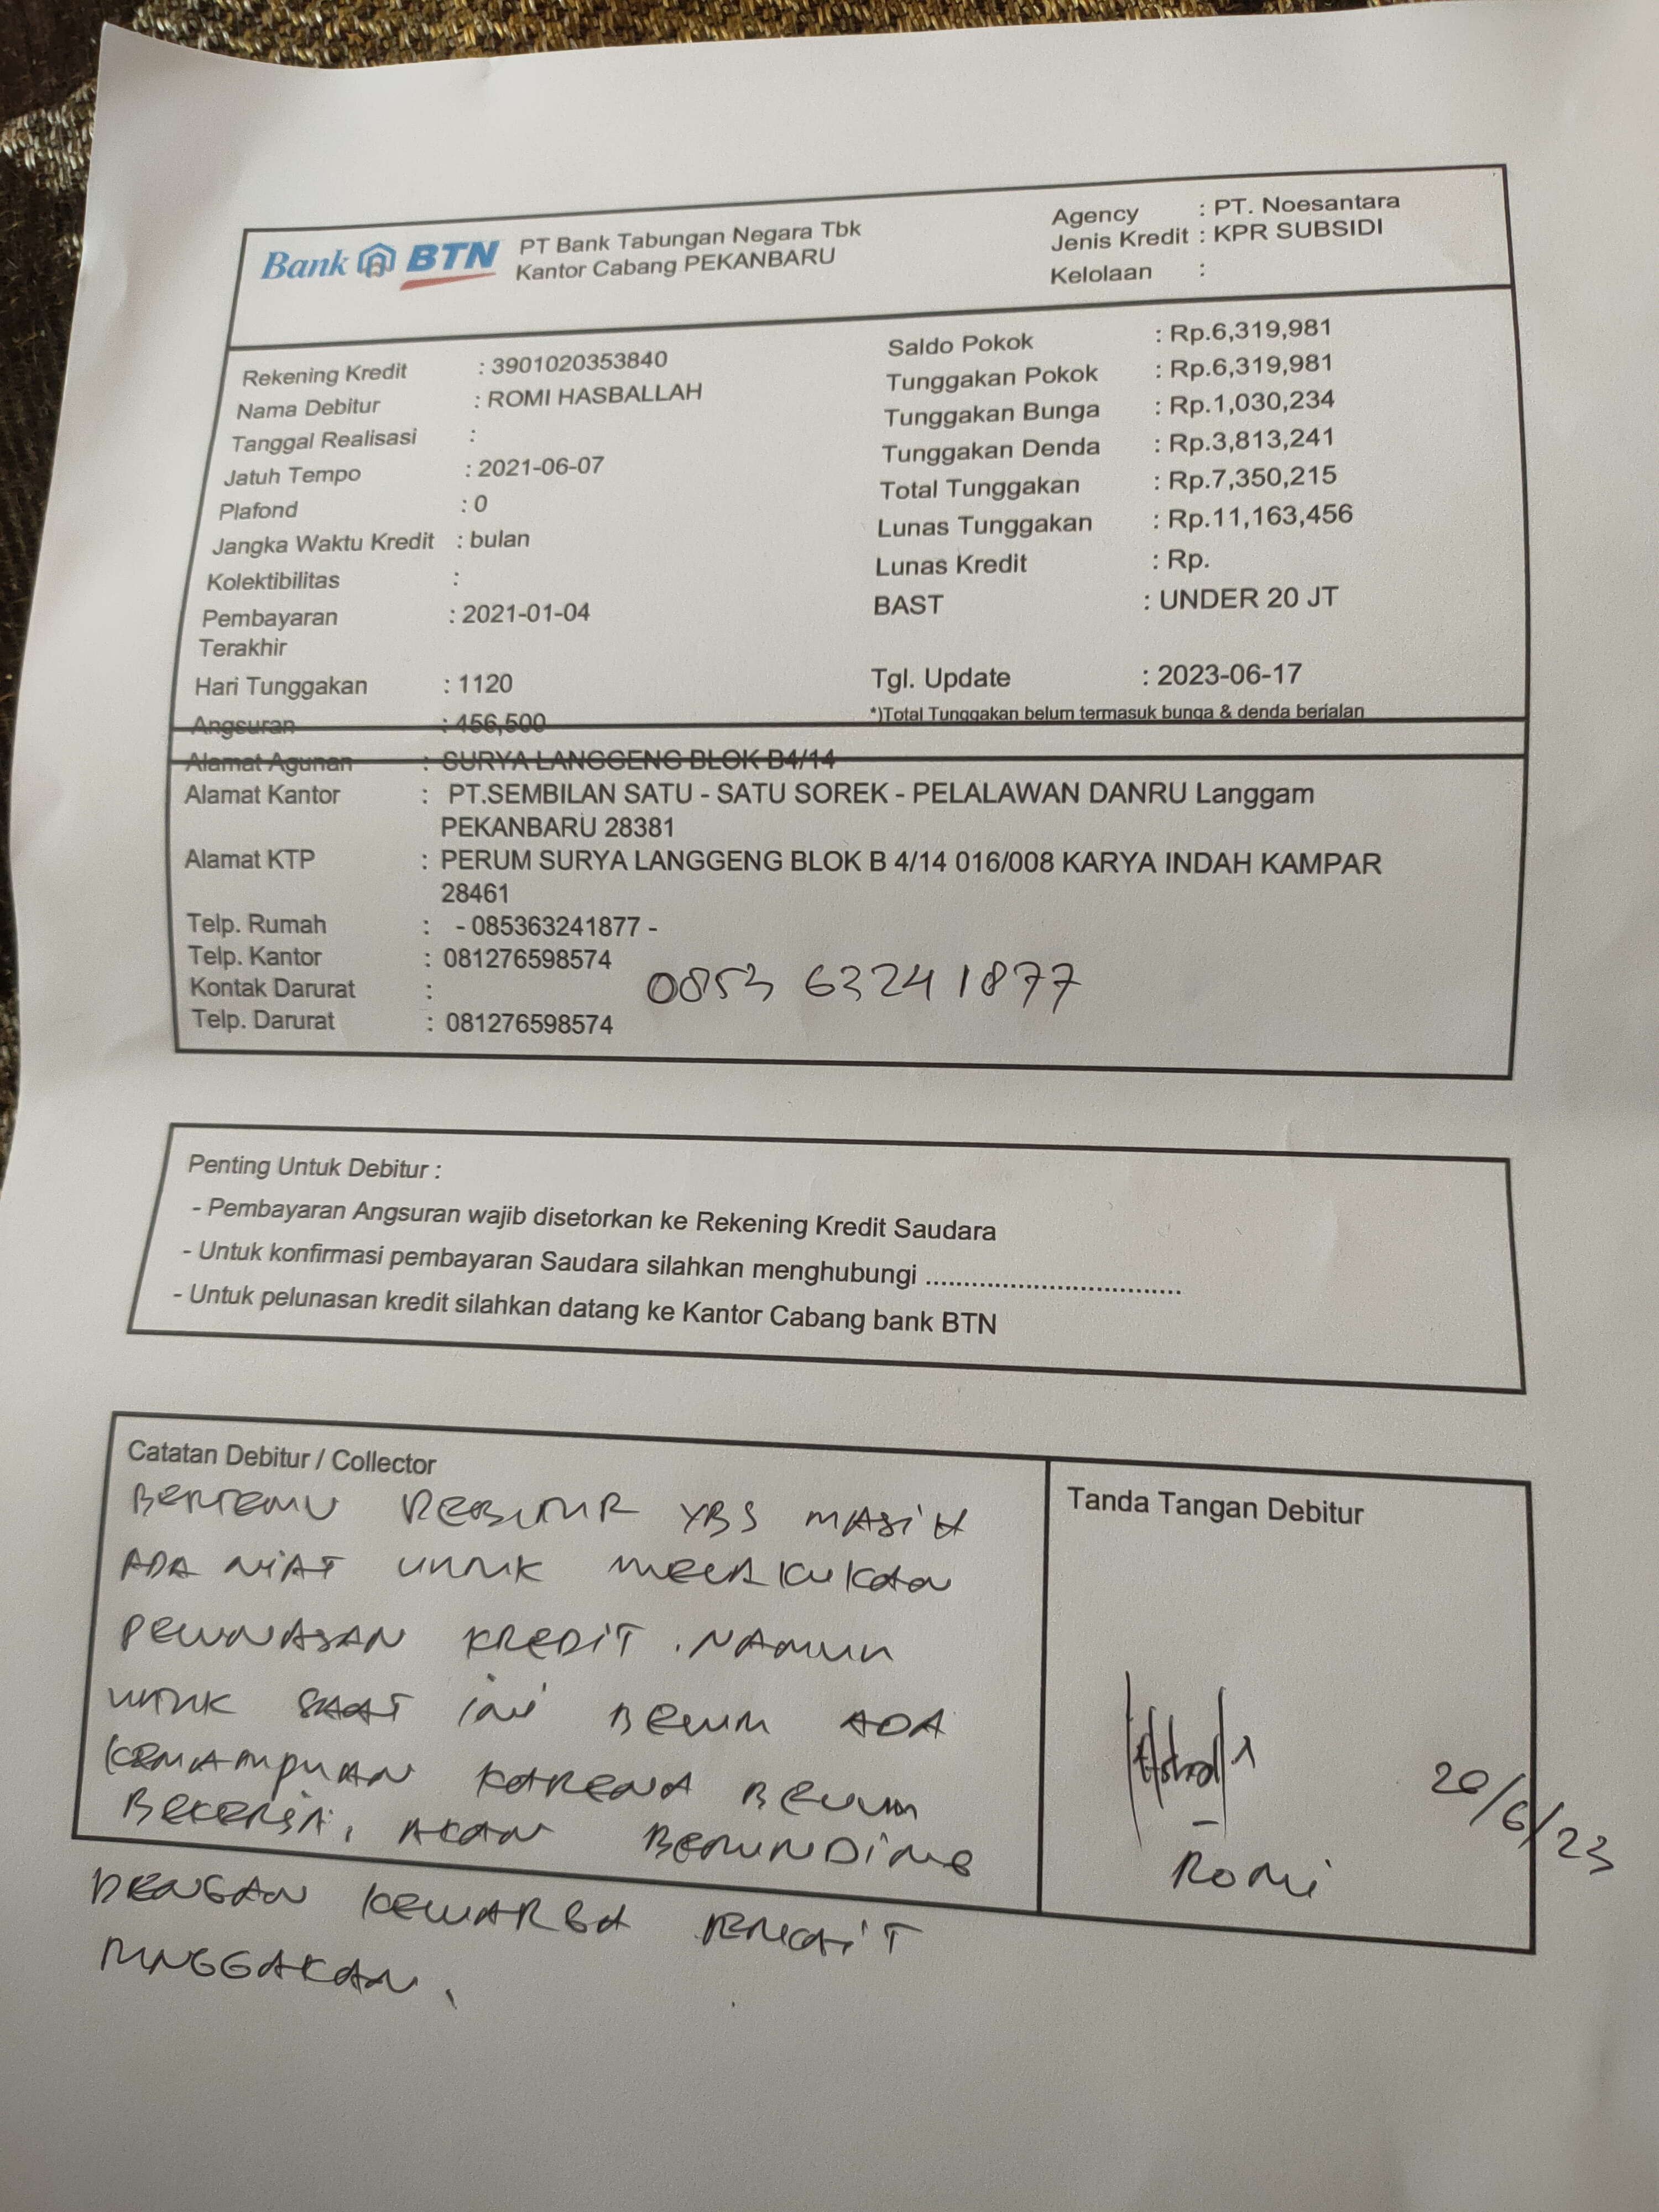 Bank BTN PT Bank Tabungan Negara Tbk
Kantor Cabang PEKANBARU
Agency : PT. Noesantara
Jenis Kredit : KPR SUBSIDI
Kelolaan :
Rekening Kredit : 3901020353840
Nama Debitur : ROMI HASBALLAH
Tanggal Realisasi :
Jatuh Tempo : 2021-06-07
Plafond : 0
Jangka Waktu Kredit : bulan
Kolektibilitas :
Pembayaran : 2021-01-04
Terakhir
Hari Tunggakan : 1120
Angsuran : 456,500
Saldo Pokok : Rp.6,319,981
Tunggakan Pokok : Rp.6,319,981
Tunggakan Bunga : Rp.1,030,234
Tunggakan Denda : Rp.3,813,241
Total Tunggakan : Rp.7,350,215
Lunas Tunggakan : Rp.11,163,456
Lunas Kredit : Rp.
BAST : UNDER 20 JT
Tgl. Update : 2023-06-17
*)Total Tunggakan belum termasuk bunga & denda berjalan
Alamat Agunan : SURYA LANGGENG BLOK B4/14
Alamat Kantor : PT.SEMBILAN SATU - SATU SOREK - PELALAWAN DANRU Langgam
PEKANBARU 28381
Alamat KTP : PERUM SURYA LANGGENG BLOK B 4/14 016/008 KARYA INDAH KAMPAR
28461
Telp. Rumah : - 085363241877 -
Telp. Kantor : 081276598574
0853 63241877
Kontak Darurat :
Telp. Darurat : 081276598574
Penting Untuk Debitur :
- Pembayaran Angsuran wajib disetorkan ke Rekening Kredit Saudara
- Untuk konfirmasi pembayaran Saudara silahkan menghubungi ..................................
- Untuk pelunasan kredit silahkan datang ke Kantor Cabang bank BTN
Catatan Debitur / Collector
BERTEMU DEBITUR YBS MASIH
ADA NIAT UNTUK MELAKUKAN
PELUNASAN KREDIT. NAMUN
UNTUK SAAT ini BELUM ADA
KEMAMPUAN KARENA BELUM
BEKERJA, AKAN BERUNDING
DENGAN KELUARGA TERKAIT
TUNGGAKAN.
Tanda Tangan Debitur
ROMi
20/6/23